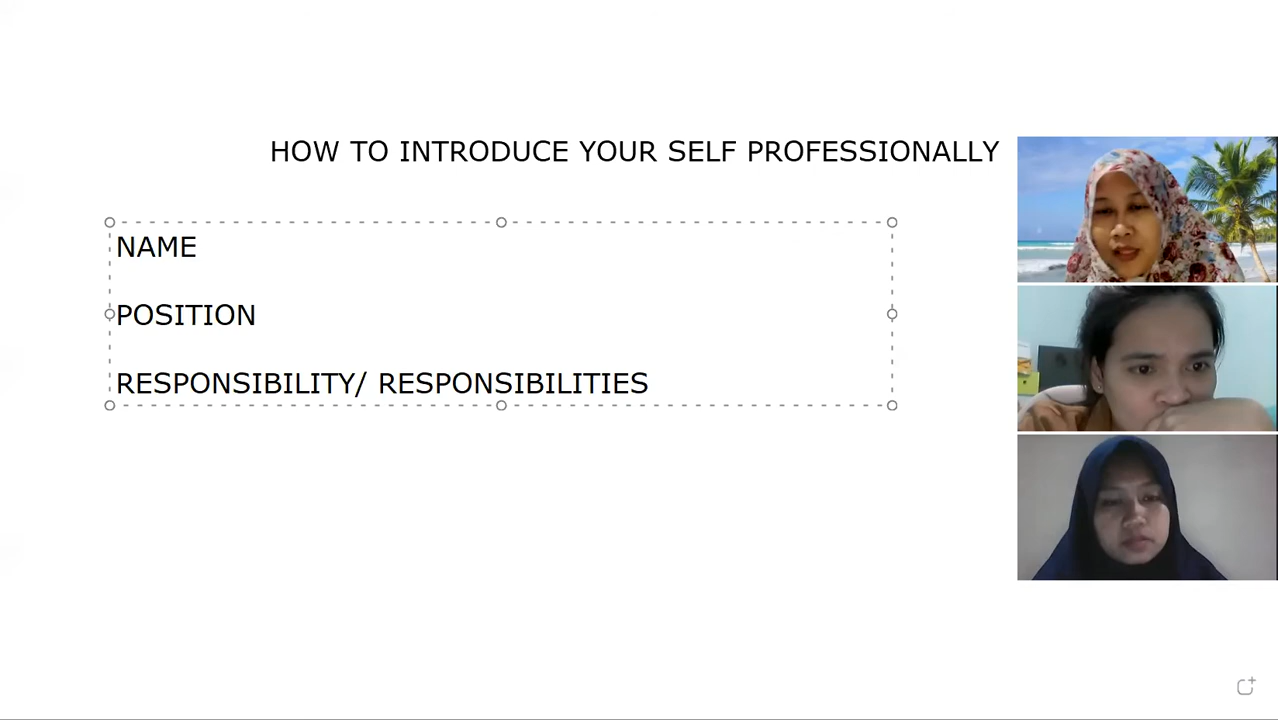 HOW TO INTRODUCE YOUR SELF PROFESSIONALLY
NAME
POSITION
RESPONSIBILITY/ RESPONSIBILITIES